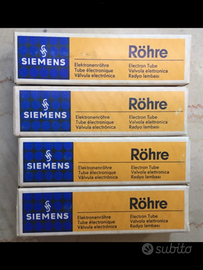 SIEMENS
Röhre
Elektronenröhre
Tube électronique
Válvula electrónica
Electron Tube
Valvola elettronica
Radyo lambası
SIEMENS
Röhre
Elektronenröhre
Tube électronique
Válvula electrónica
Electron Tube
Valvola elettronica
Radyo lambası
SIEMENS
Röhre
Elektronenröhre
Tube électronique
Válvula electrónica
Electron Tube
Valvola elettronica
Radyo lambası
SIEMENS
Röhre
Elektronenröhre
Tube électronique
Válvula electrónica
Electron Tube
Valvola elettronica
Radyo lambası
subito